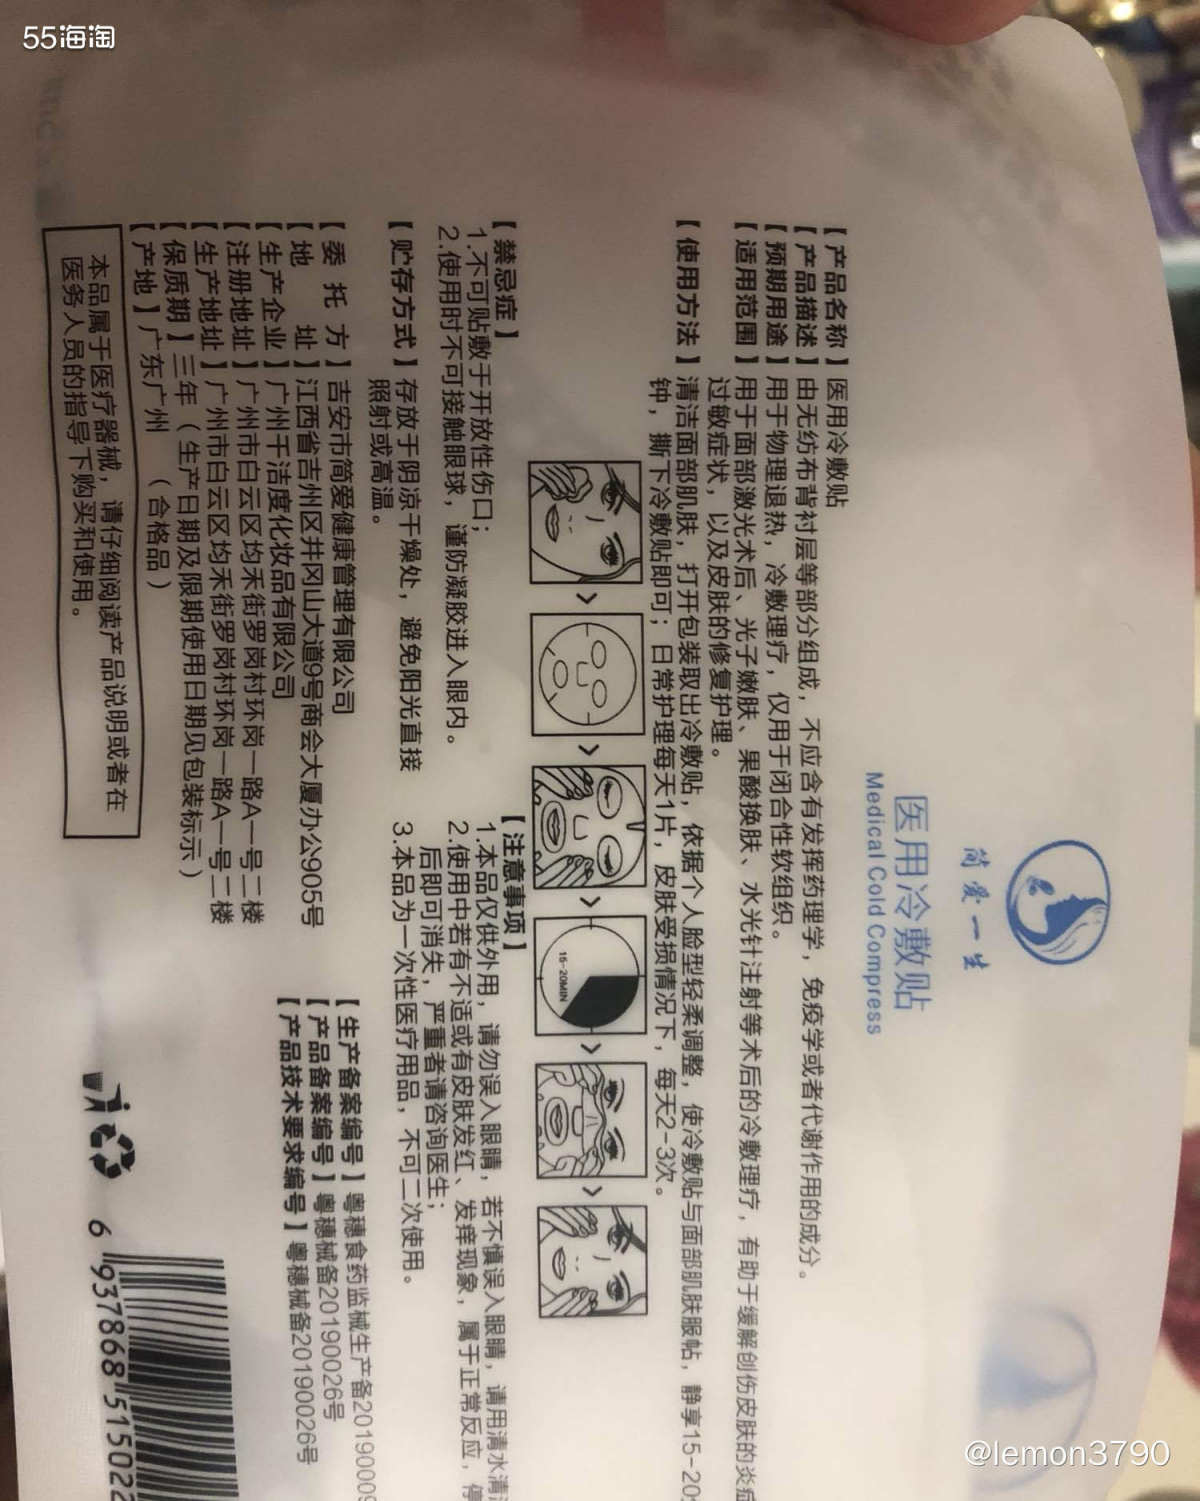 55海淘
简爱一生
医用冷敷贴
Medical Cold Compress
【产品名称】医用冷敷贴
【产品描述】由无纺布背衬层等部分组成，不应含有发挥药理学，免疫学或者代谢作用的成分。
【预期用途】用于物理退热，冷敷理疗，仅用于闭合性软组织。
【适用范围】用于面部激光术后、光子嫩肤、果酸换肤、水光针注射等术后的冷敷理疗，有助于缓解创伤皮肤的炎症
过敏症状，以及皮肤的修复护理。
【使用方法】清洁面部肌肤，打开包装取出冷敷贴，依据个人脸型轻柔调整，使冷敷贴与面部肌肤服帖，静享15-20
钟，撕下冷敷贴即可；日常护理每天1片，皮肤受损情况下，每天2-3次。
15-20MIN
【禁忌症】
1.不可贴敷于开放性伤口；
2.使用时不可接触眼球，谨防凝胶进入眼内。
【贮存方式】存放于阴凉干燥处，避免阳光直接
照射或高温。
【注意事项】
1.本品仅供外用，请勿误入眼睛，若不慎误入眼睛，请用清水清
2.使用中若有不适或有皮肤发红、发痒现象，属于正常反应，停
后即可消失，严重者请咨询医生；
3.本品为一次性医疗用品，不可二次使用。
【委托方】吉安市简爱健康管理有限公司
【地址】江西省吉州区井冈山大道9号商会大厦办公905号
【生产企业】广州千洁度化妆品有限公司
【注册地址】广州市白云区均禾街罗岗村环岗一路A一号二楼
【生产地址】广州市白云区均禾街罗岗村环岗一路A一号二楼
【保质期】三年（生产日期及限期使用日期见包装标示）
【产地】广东广州（合格品）
【生产备案编号】粤穗食药监械生产备2019000
【产品备案编号】粤穗械备20190026号
【产品技术要求编号】粤穗械备20190026号
本品属于医疗器械，请仔细阅读产品说明或者在
医务人员的指导下购买和使用。
6 937868 515022
@lemon3790